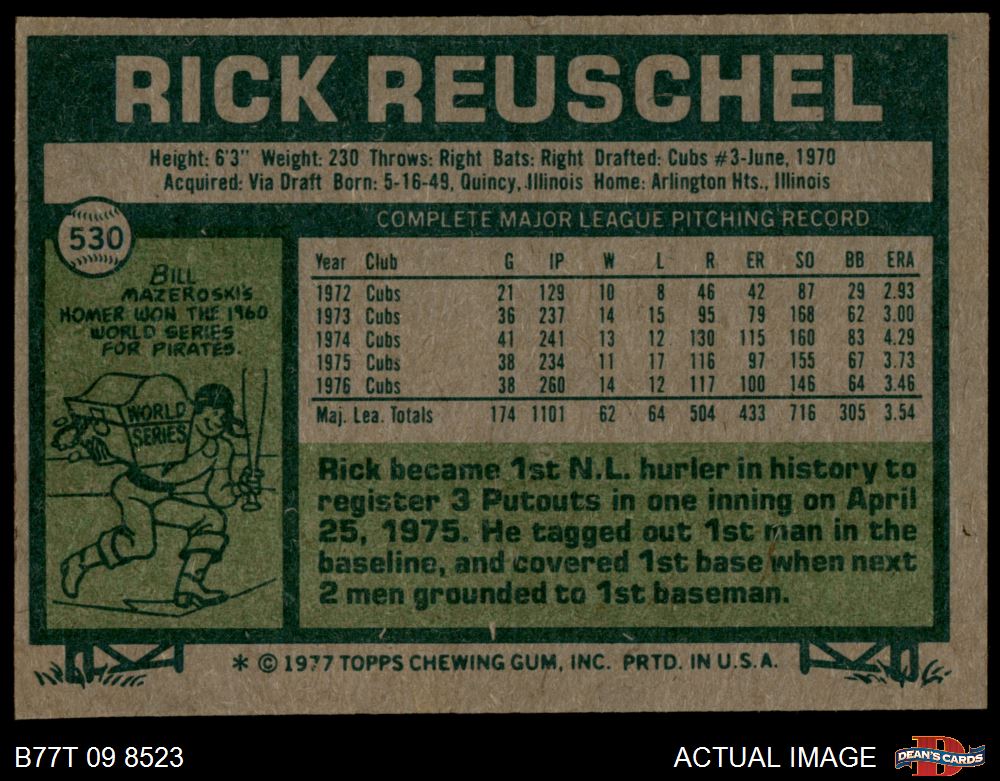 RICK REUSCHEL
Height: 6'3" Weight: 230 Throws: Right Bats: Right Drafted: Cubs #3-June, 1970
Acquired: Via Draft Born: 5-16-49, Quincy, Illinois Home: Arlington Hts., Illinois
530
COMPLETE MAJOR LEAGUE PITCHING RECORD
BILL
MAZEROSKI'S
HOMER WON THE 1960
WORLD SERIES
FOR PIRATES.
WORLD
SERIES
Year Club G IP W L R ER SO BB ERA
1972 Cubs 21 129 10 8 46 42 87 29 2.93
1973 Cubs 36 237 14 15 95 79 168 62 3.00
1974 Cubs 41 241 13 12 130 115 160 83 4.29
1975 Cubs 38 234 11 17 116 97 155 67 3.73
1976 Cubs 38 260 14 12 117 100 146 64 3.46
Maj. Lea. Totals 174 1101 62 64 504 433 716 305 3.54
Rick became 1st N.L. hurler in history to
register 3 Putouts in one inning on April
25, 1975. He tagged out 1st man in the
baseline, and covered 1st base when next
2 men grounded to 1st baseman.
* © 1977 TOPPS CHEWING GUM, INC. PRTD. IN U.S.A.
B77T 09 8523
ACTUAL IMAGE
D
DEAN'S CARDS